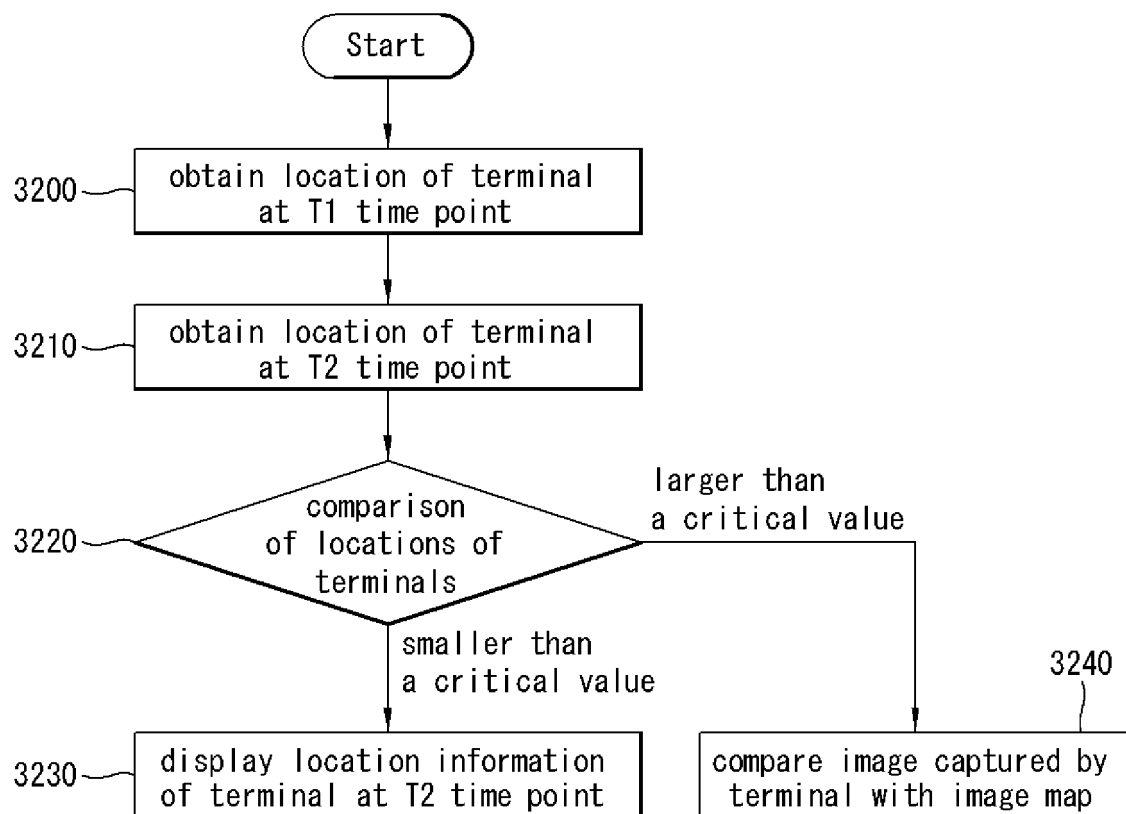 Start
3200
obtain location of terminal
at T1 time point
3210
obtain location of terminal
at T2 time point
3220
comparison
of locations of
terminals
larger than
a critical value
smaller than
a critical value
3230
display location information
of terminal at T2 time point
3240
compare image captured by
terminal with image map